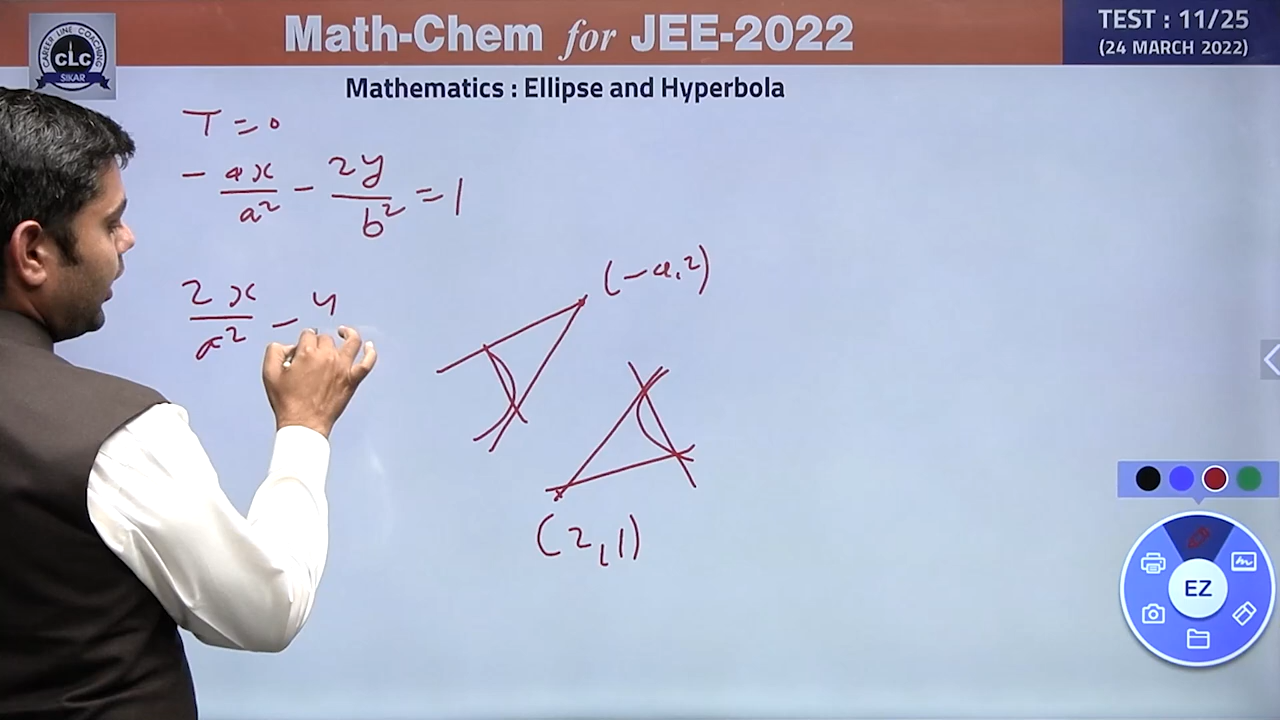 CAREER LINE COACHING
CLC
SIKAR
Math-Chem for JEE-2022
TEST : 11/25
(24 MARCH 2022)
Mathematics : Ellipse and Hyperbola
T = 0
- ax/a² - 2y/b² = 1
2x/a² - y
(-a, 2)
(2, 1)
EZ